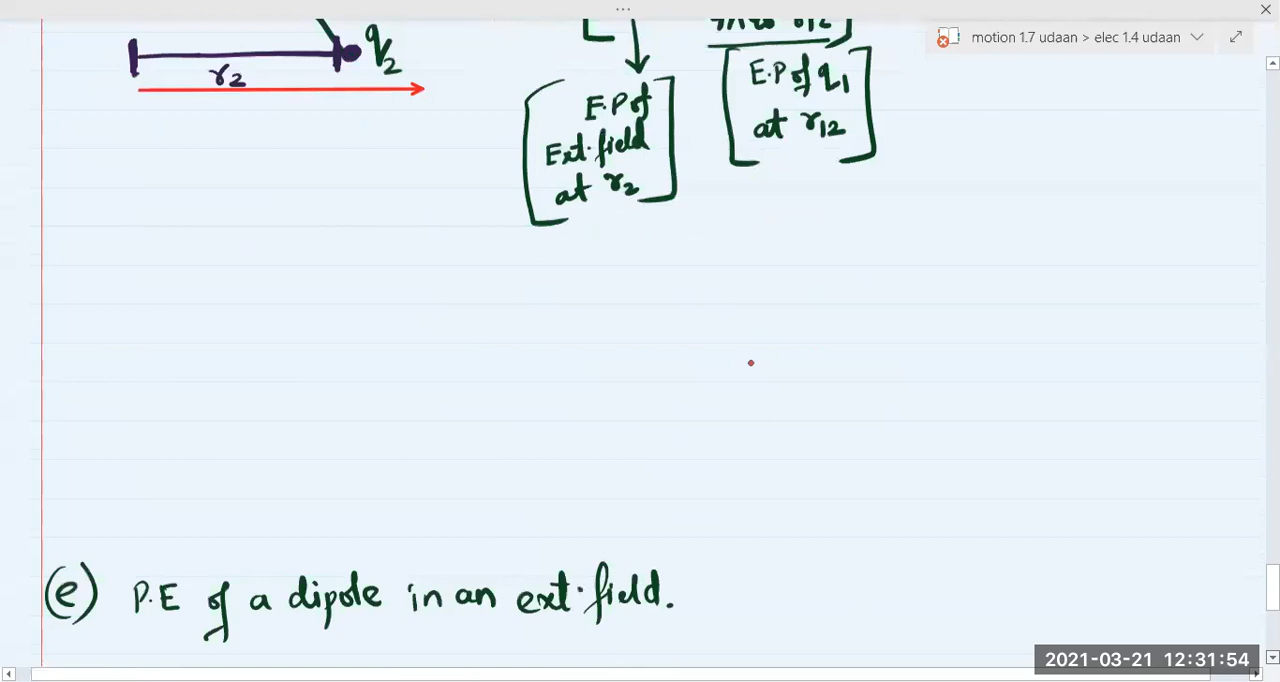 motion 1.7 udaan > elec 1.4 udaan
q2
r2
E.P of
Ext. field
at r2
E.P of q1
at r12
(e) P.E of a dipole in an ext. field.
2021-03-21 12:31:54